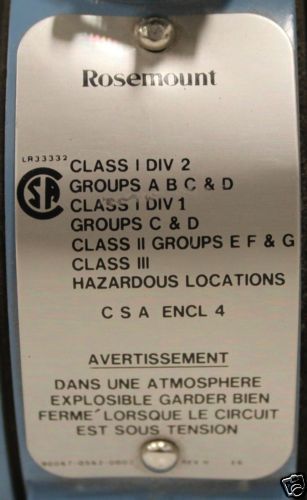 Rosemount
LR33332
CLASS I DIV 2
GROUPS A B C & D
CLASS I DIV 1
GROUPS C & D
CLASS II GROUPS E F & G
CLASS III
HAZARDOUS LOCATIONS
C S A ENCL 4
AVERTISSEMENT
DANS UNE ATMOSPHERE
EXPLOSIBLE GARDER BIEN
FERME´ LORSQUE LE CIRCUIT
EST SOUS TENSION